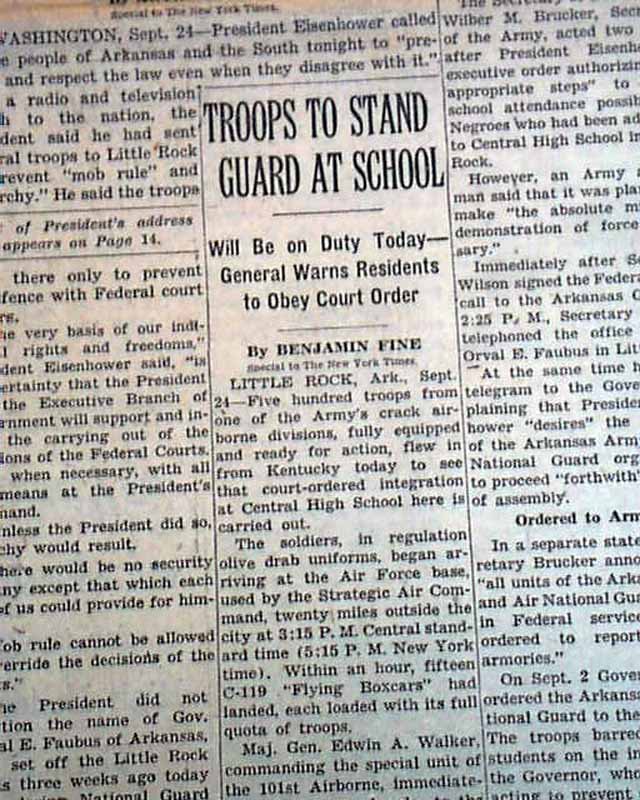 Special to The New York Times.
WASHINGTON, Sept. 24—President Eisenhower called
people of Arkansas and the South tonight to "pre-
and respect the law even when they disagree with it."
a radio and television
to the nation, the
dent said he had sent
ral troops to Little Rock
revent "mob rule" and
rchy." He said the troops
of President's address
appears on Page 14.
there only to prevent
fence with Federal court
rs.
he very basis of our indi-
l rights and freedoms,"
dent Eisenhower said, "is
ertainty that the President
the Executive Branch of
rnment will support and in-
the carrying out of the
ions of the Federal Courts,
when necessary, with all
means at the President's
mand.
nless the President did so,
chy would result.
here would be no security
ny except that which each
of us could provide for him-
ob rule cannot be allowed
erride the decisions of the
s."
he President did not
tion the name of Gov.
al E. Faubus of Arkansas,
set off the Little Rock
s three weeks ago today
National Guard
TROOPS TO STAND
GUARD AT SCHOOL
Will Be on Duty Today—
General Warns Residents
to Obey Court Order
By BENJAMIN FINE
Special to The New York Times.
LITTLE ROCK, Ark., Sept.
24—Five hundred troops from
one of the Army's crack air-
borne divisions, fully equipped
and ready for action, flew in
from Kentucky today to see
that court-ordered integration
at Central High School here is
carried out.
The soldiers, in regulation
olive drab uniforms, began ar-
riving at the Air Force base,
used by the Strategic Air Com-
mand, twenty miles outside the
city at 3:15 P. M. Central stand-
ard time (5:15 P. M. New York
time). Within an hour, fifteen
C-119 "Flying Boxcars" had
landed, each loaded with its full
quota of troops.
Maj. Gen. Edwin A. Walker,
commanding the special unit of
the 101st Airborne, immediate-
Wilber M. Brucker, Sec
of the Army, acted two
after President Eisenh
executive order authorizin
appropriate steps" to
school attendance possi
Negroes who had been ad
to Central High School in
Rock.
However, an Army
man said that it was pla
make "the absolute m
demonstration of force
sary."
Immediately after Se
Wilson signed the Federa
call to the Arkansas G
2:25 P. M., Secretary
telephoned the office
Orval E. Faubus in Lit
At the same time h
telegram to the Gove
plaining that Presiden
hower "desires" the
of the Arkansas Arm
National Guard org
to proceed "forthwith"
of assembly.
Ordered to Arm
In a separate state
retary Brucker anno
"all units of the Arka
and Air National Gua
in Federal service
ordered to report
armories."
On Sept. 2 Gover
ordered the Arkansa
tional Guard to the
The troops barred
students on the in
the Governor, who
acting to prevent